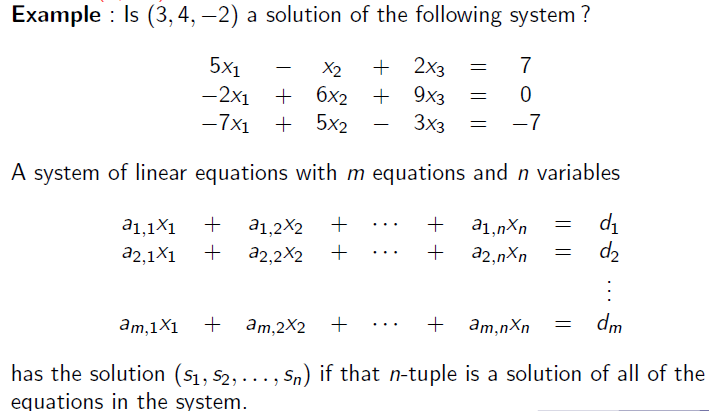 Example : Is (3, 4, −2) a solution of the following system ?
5x₁ − x₂ + 2x₃ = 7
−2x₁ + 6x₂ + 9x₃ = 0
−7x₁ + 5x₂ − 3x₃ = −7
A system of linear equations with m equations and n variables
a₁,₁x₁ + a₁,₂x₂ + ··· + a₁,ₙxₙ = d₁
a₂,₁x₁ + a₂,₂x₂ + ··· + a₂,ₙxₙ = d₂
⋮
aₘ,₁x₁ + aₘ,₂x₂ + ··· + aₘ,ₙxₙ = dₘ
has the solution (s₁, s₂, . . . , sₙ) if that n-tuple is a solution of all of the
equations in the system.